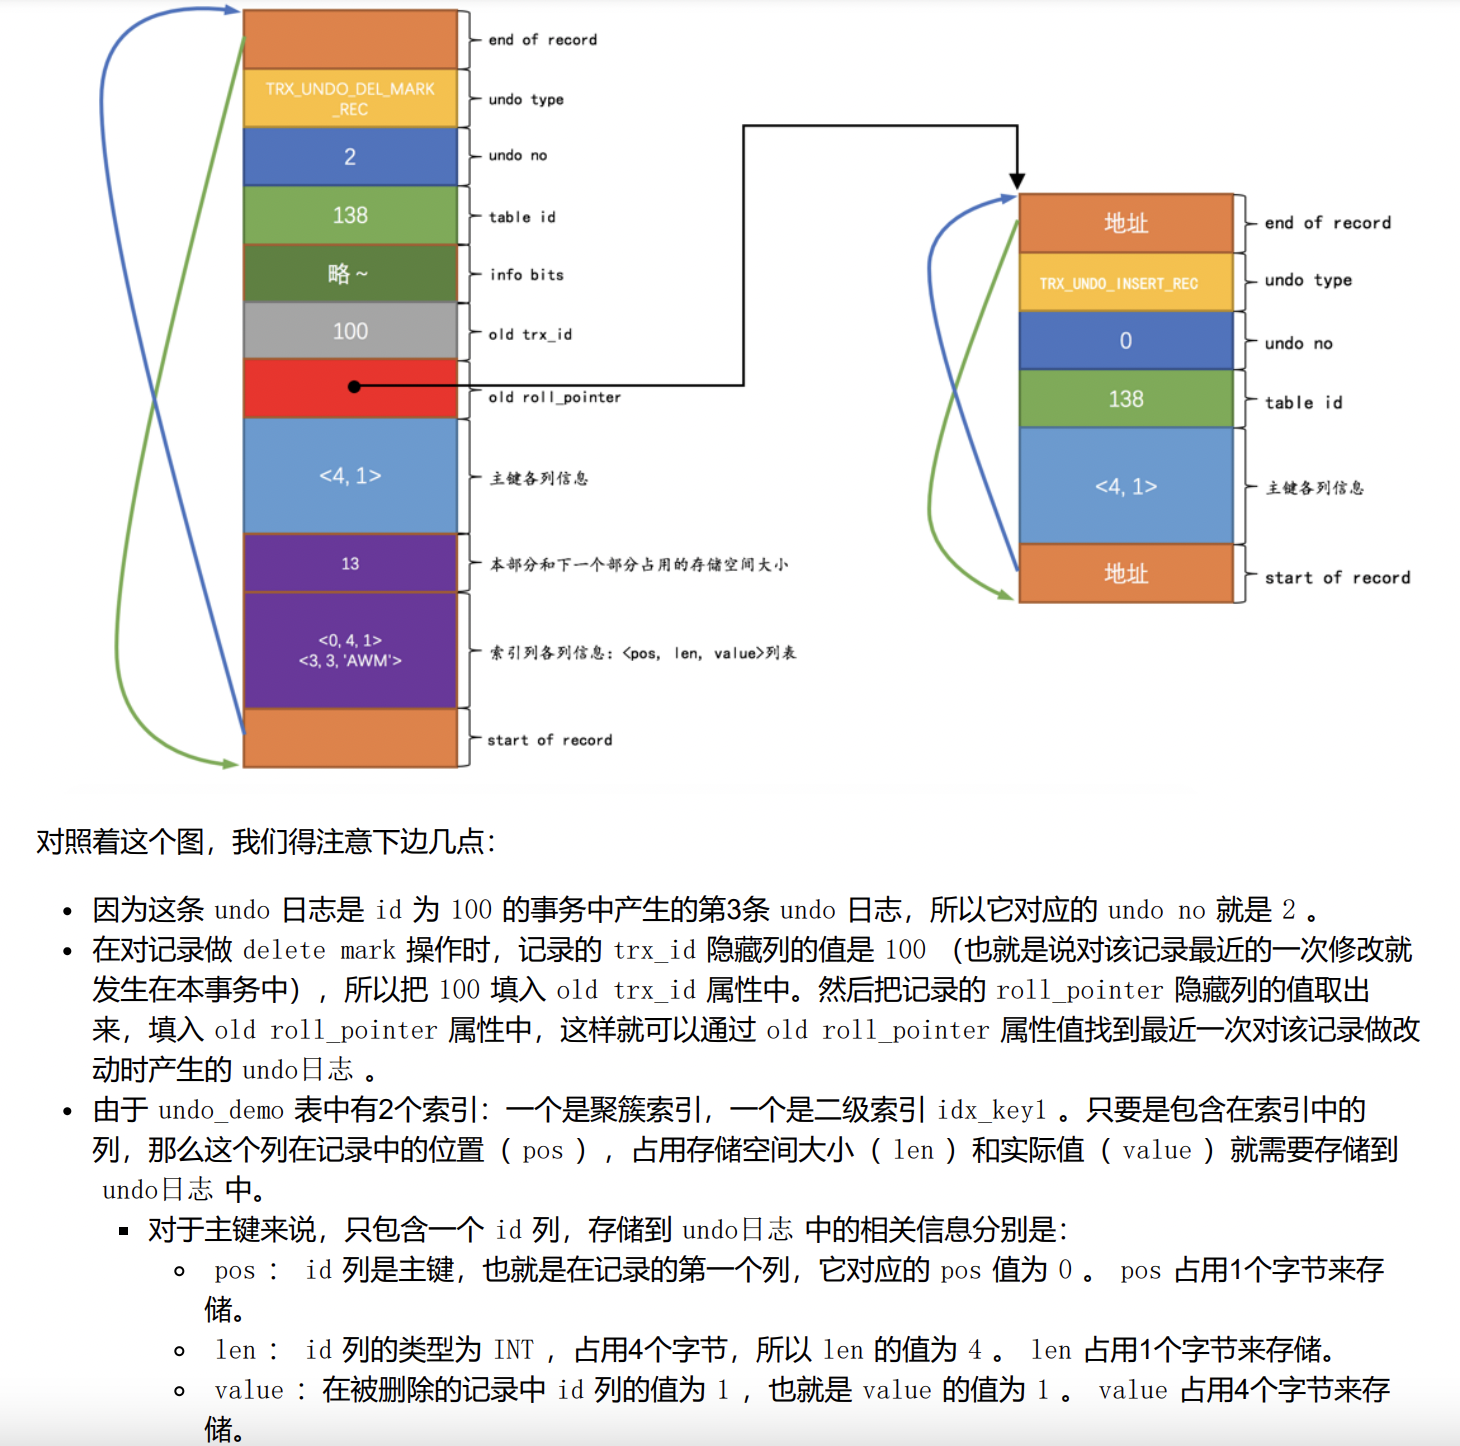 end of record
TRX_UNDO_DEL_MARK
_REC
undo type
2
undo no
138
table id
略~
info bits
100
old trx_id
old roll_pointer
<4, 1>
主键各列信息
13
本部分和下一个部分占用的存储空间大小
<0, 4, 1>
<3, 3, 'AWM'>
索引列各列信息：<pos, len, value>列表
start of record
地址
end of record
TRX_UNDO_INSERT_REC
undo type
0
undo no
138
table id
<4, 1>
主键各列信息
地址
start of record
对照着这个图，我们得注意下边几点：
因为这条 undo 日志是 id 为 100 的事务中产生的第3条 undo 日志，所以它对应的 undo no 就是 2 。
在对记录做 delete mark 操作时，记录的 trx_id 隐藏列的值是 100 （也就是说对该记录最近的一次修改就
发生在本事务中），所以把 100 填入 old trx_id 属性中。然后把记录的 roll_pointer 隐藏列的值取出
来，填入 old roll_pointer 属性中，这样就可以通过 old roll_pointer 属性值找到最近一次对该记录做改
动时产生的 undo日志 。
由于 undo_demo 表中有2个索引：一个是聚簇索引，一个是二级索引 idx_key1 。只要是包含在索引中的
列，那么这个列在记录中的位置（ pos ），占用存储空间大小（ len ）和实际值（ value ）就需要存储到
undo日志 中。
对于主键来说，只包含一个 id 列，存储到 undo日志 中的相关信息分别是：
pos ： id 列是主键，也就是在记录的第一个列，它对应的 pos 值为 0 。 pos 占用1个字节来存
储。
len ： id 列的类型为 INT ，占用4个字节，所以 len 的值为 4 。 len 占用1个字节来存储。
value ：在被删除的记录中 id 列的值为 1 ，也就是 value 的值为 1 。 value 占用4个字节来存
储。